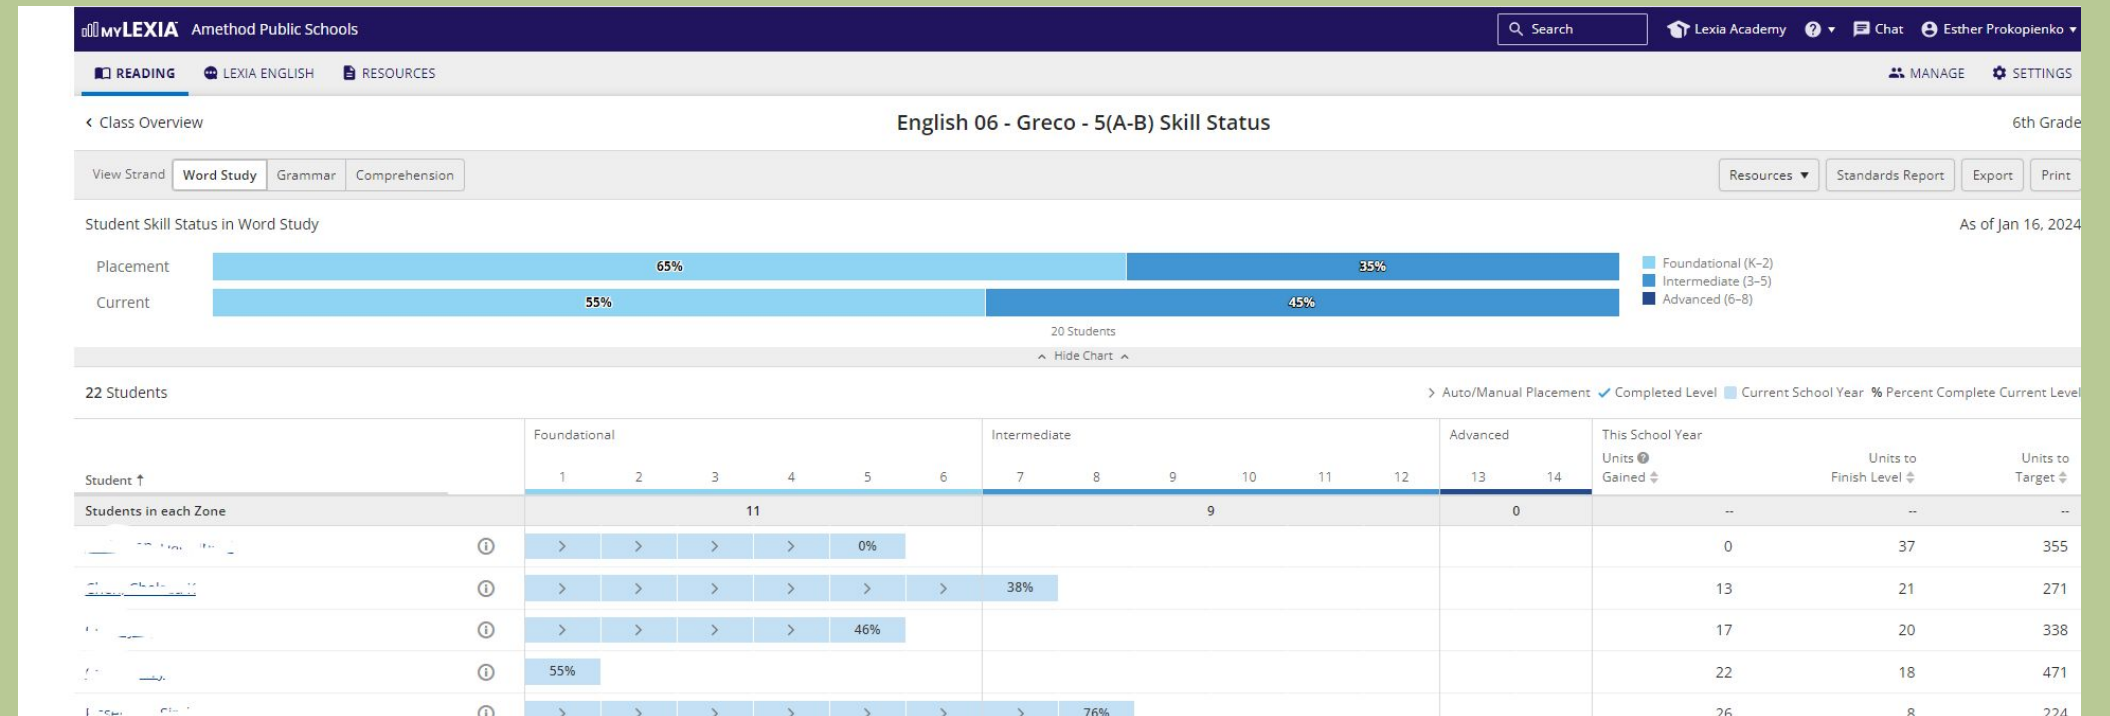 myLEXIA Amethod Public Schools Search Lexia Academy ? Chat Esther Prokopienko
READING LEXIA ENGLISH RESOURCES MANAGE SETTINGS
Class Overview English 06 - Greco - 5(A-B) Skill Status 6th Grade
View Strand Word Study Grammar Comprehension Resources Standards Report Export Print
Student Skill Status in Word Study As of Jan 16, 2024
Placement 65% 35% Foundational (K–2)
Intermediate (3–5)
Current 55% 45% Advanced (6–8)
20 Students
Hide Chart
22 Students > Auto/Manual Placement ✓ Completed Level Current School Year % Percent Complete Current Level
Foundational Intermediate Advanced This School Year
Student ↑ 1 2 3 4 5 6 7 8 9 10 11 12 13 14 Units Gained Units to Finish Level Units to Target
Students in each Zone 11 9 0 -- -- --
> > > > 0% 0 37 355
> > > > > > 38% 13 21 271
> > > > 46% 17 20 338
55% 22 18 471
> > > > > > > 76% 26 8 224